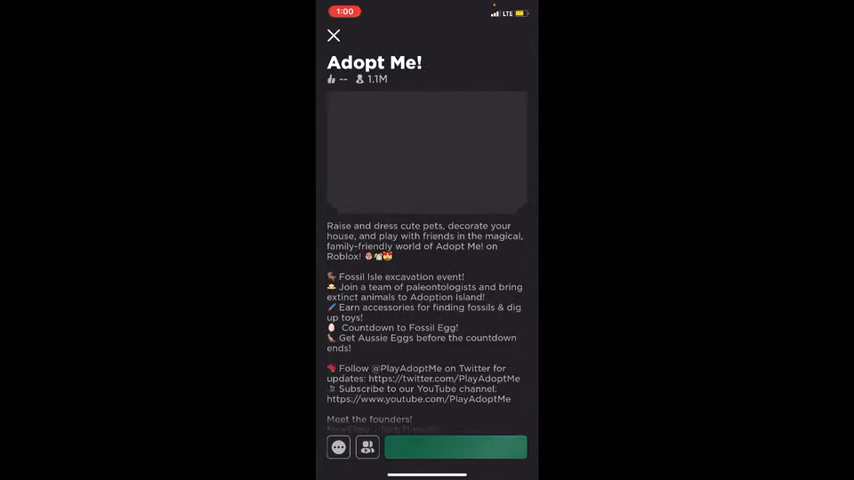 1:00
LTE
Adopt Me!
-- 1.1M
Raise and dress cute pets, decorate your
house, and play with friends in the magical,
family-friendly world of Adopt Me! on
Roblox!
Fossil Isle excavation event!
Join a team of paleontologists and bring
extinct animals to Adoption Island!
Earn accessories for finding fossils & dig
up toys!
Countdown to Fossil Egg!
Get Aussie Eggs before the countdown
ends!
Follow @PlayAdoptMe on Twitter for
updates: https://twitter.com/PlayAdoptMe
Subscribe to our YouTube channel:
https://www.youtube.com/PlayAdoptMe
Meet the founders!